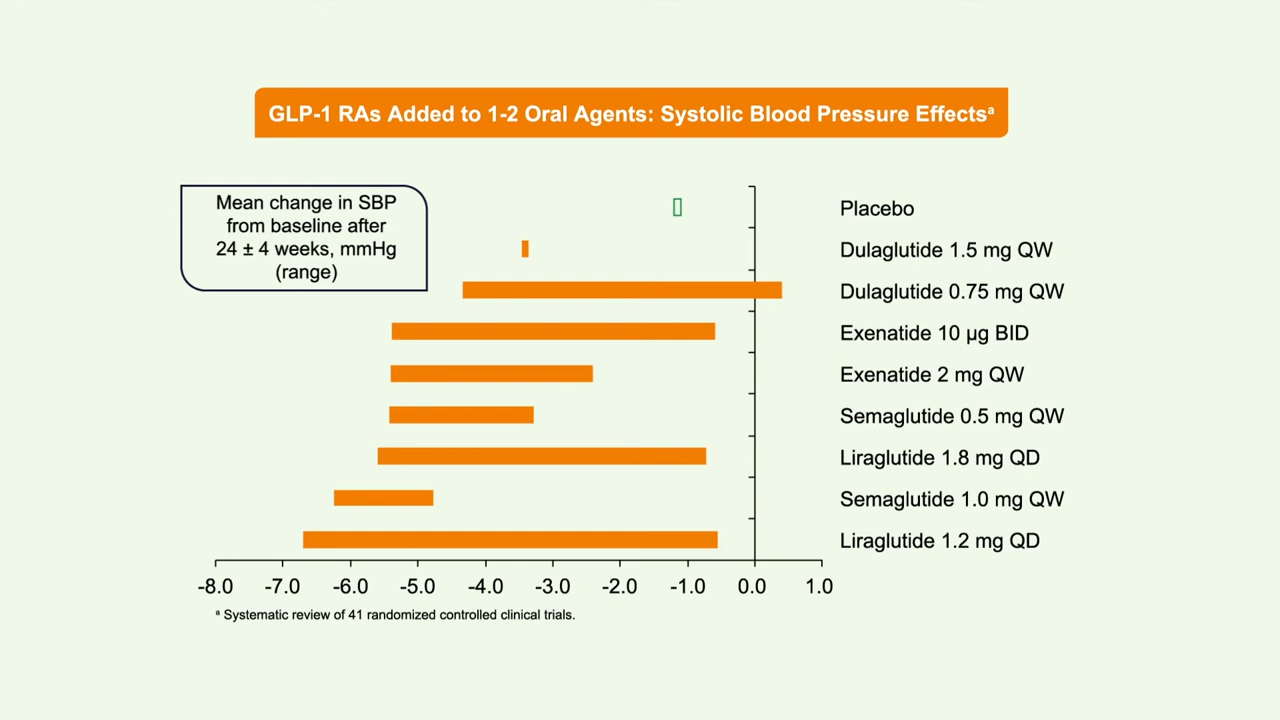 GLP-1 RAs Added to 1-2 Oral Agents: Systolic Blood Pressure Effectsᵃ
Mean change in SBP
from baseline after
24 ± 4 weeks, mmHg
(range)
Placebo
Dulaglutide 1.5 mg QW
Dulaglutide 0.75 mg QW
Exenatide 10 µg BID
Exenatide 2 mg QW
Semaglutide 0.5 mg QW
Liraglutide 1.8 mg QD
Semaglutide 1.0 mg QW
Liraglutide 1.2 mg QD
-8.0 -7.0 -6.0 -5.0 -4.0 -3.0 -2.0 -1.0 0.0 1.0
ᵃ Systematic review of 41 randomized controlled clinical trials.